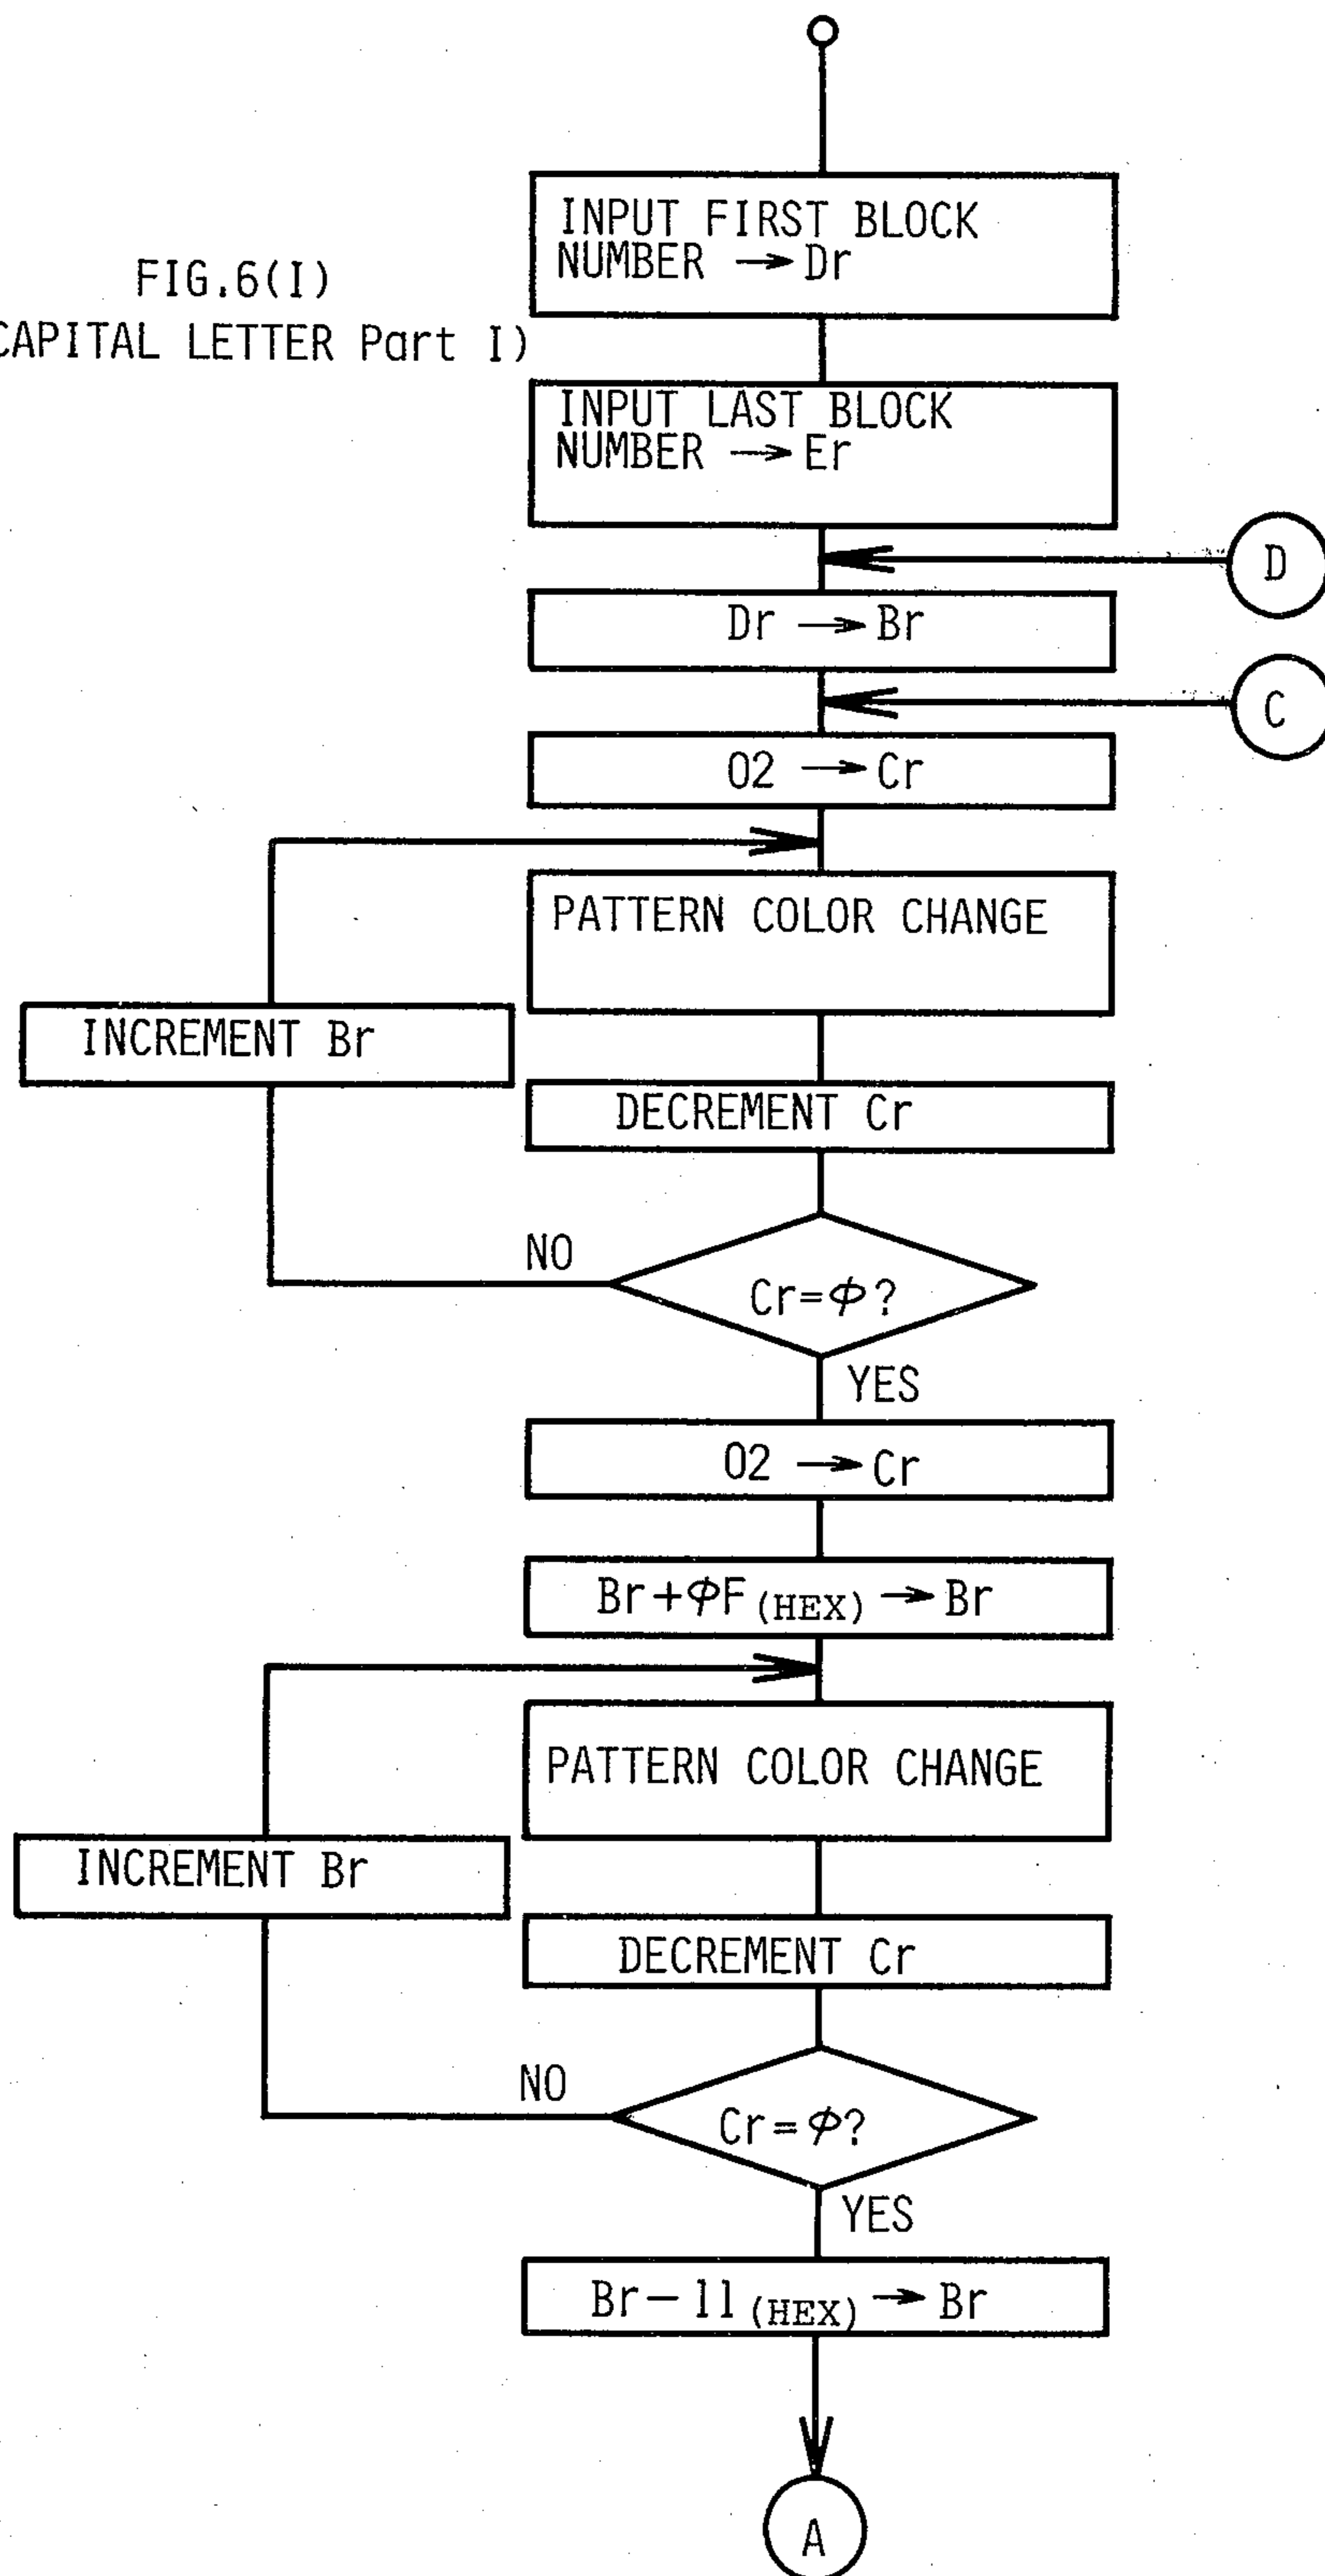 FIG.6(I)
CAPITAL LETTER Part I)
INPUT FIRST BLOCK
NUMBER → Dr
INPUT LAST BLOCK
NUMBER → Er
D
Dr → Br
C
02 → Cr
PATTERN COLOR CHANGE
INCREMENT Br
DECREMENT Cr
NO
Cr=Φ?
YES
02 → Cr
Br+ΦF(HEX) → Br
PATTERN COLOR CHANGE
INCREMENT Br
DECREMENT Cr
NO
Cr=Φ?
YES
Br-11(HEX) → Br
A